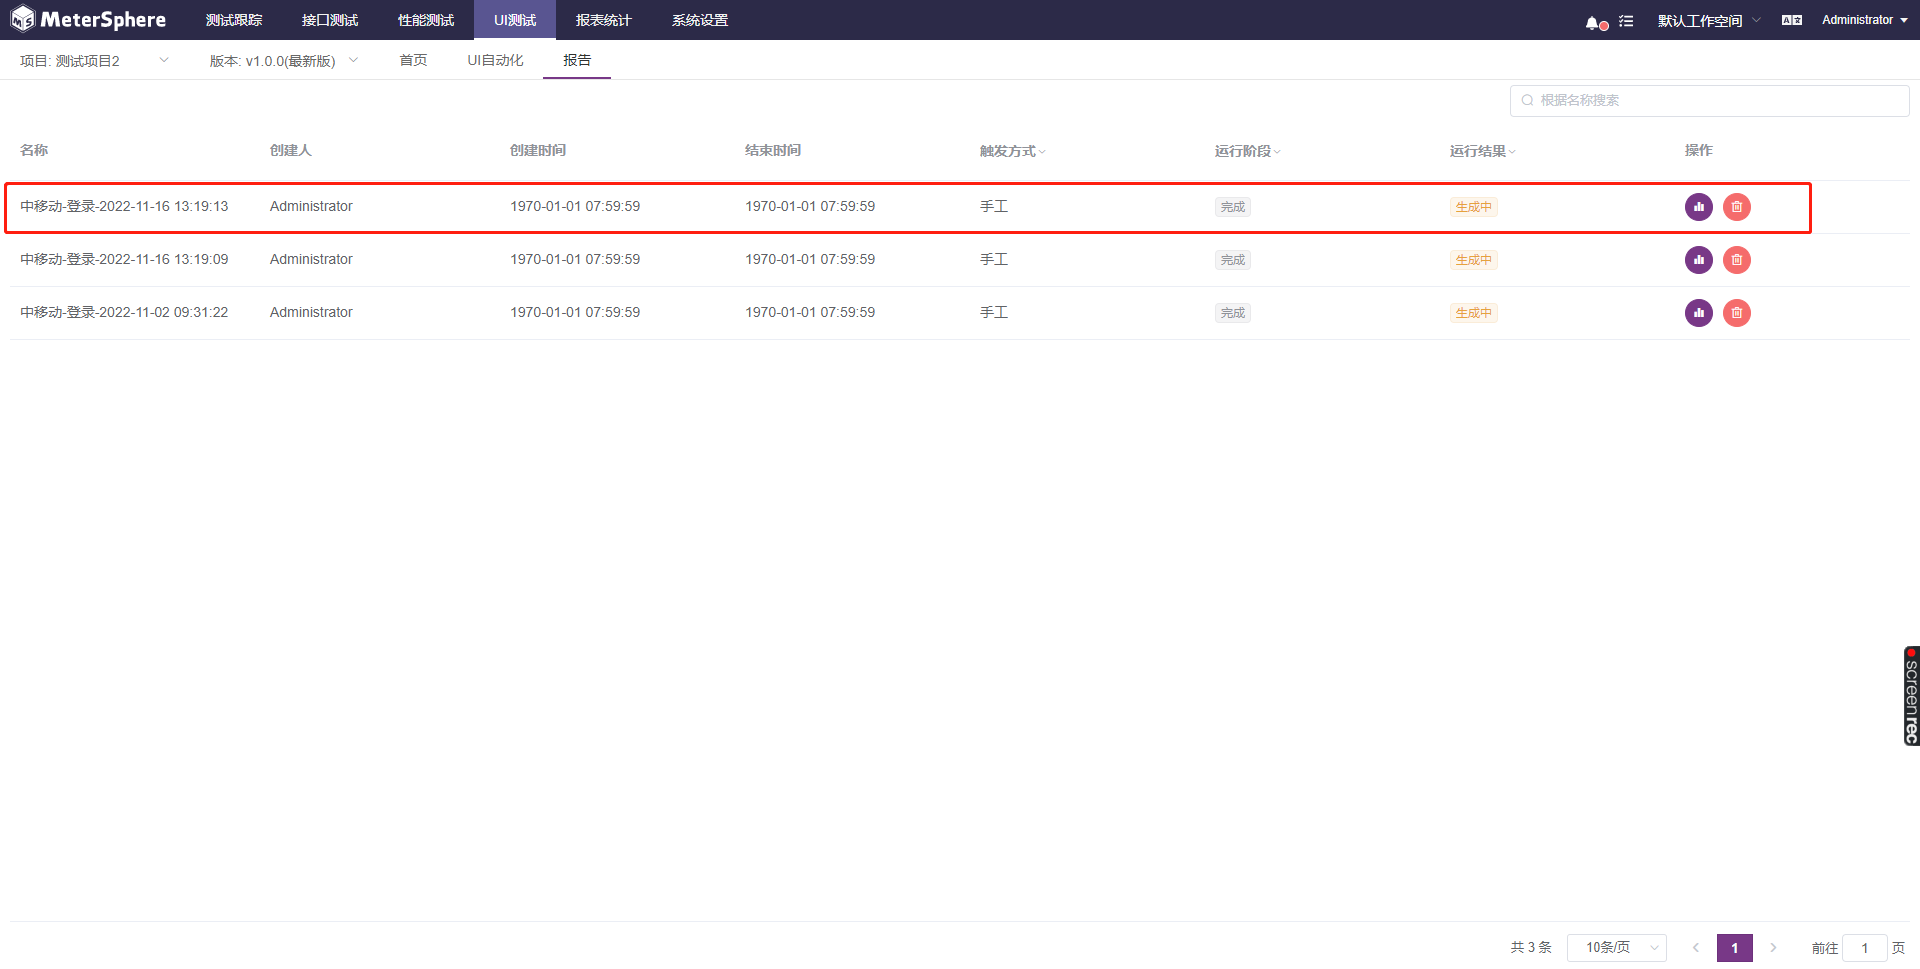 MeterSphere 测试跟踪 接口测试 性能测试 UI测试 报表统计 系统设置 默认工作空间 Administrator
项目: 测试项目2 版本: v1.0.0(最新版) 首页 UI自动化 报告
根据名称搜索
名称 创建人 创建时间 结束时间 触发方式 运行阶段 运行结果 操作
中移动-登录-2022-11-16 13:19:13 Administrator 1970-01-01 07:59:59 1970-01-01 07:59:59 手工 完成 生成中
中移动-登录-2022-11-16 13:19:09 Administrator 1970-01-01 07:59:59 1970-01-01 07:59:59 手工 完成 生成中
中移动-登录-2022-11-02 09:31:22 Administrator 1970-01-01 07:59:59 1970-01-01 07:59:59 手工 完成 生成中
screenrec
共 3 条 10条/页 1 前往 1 页